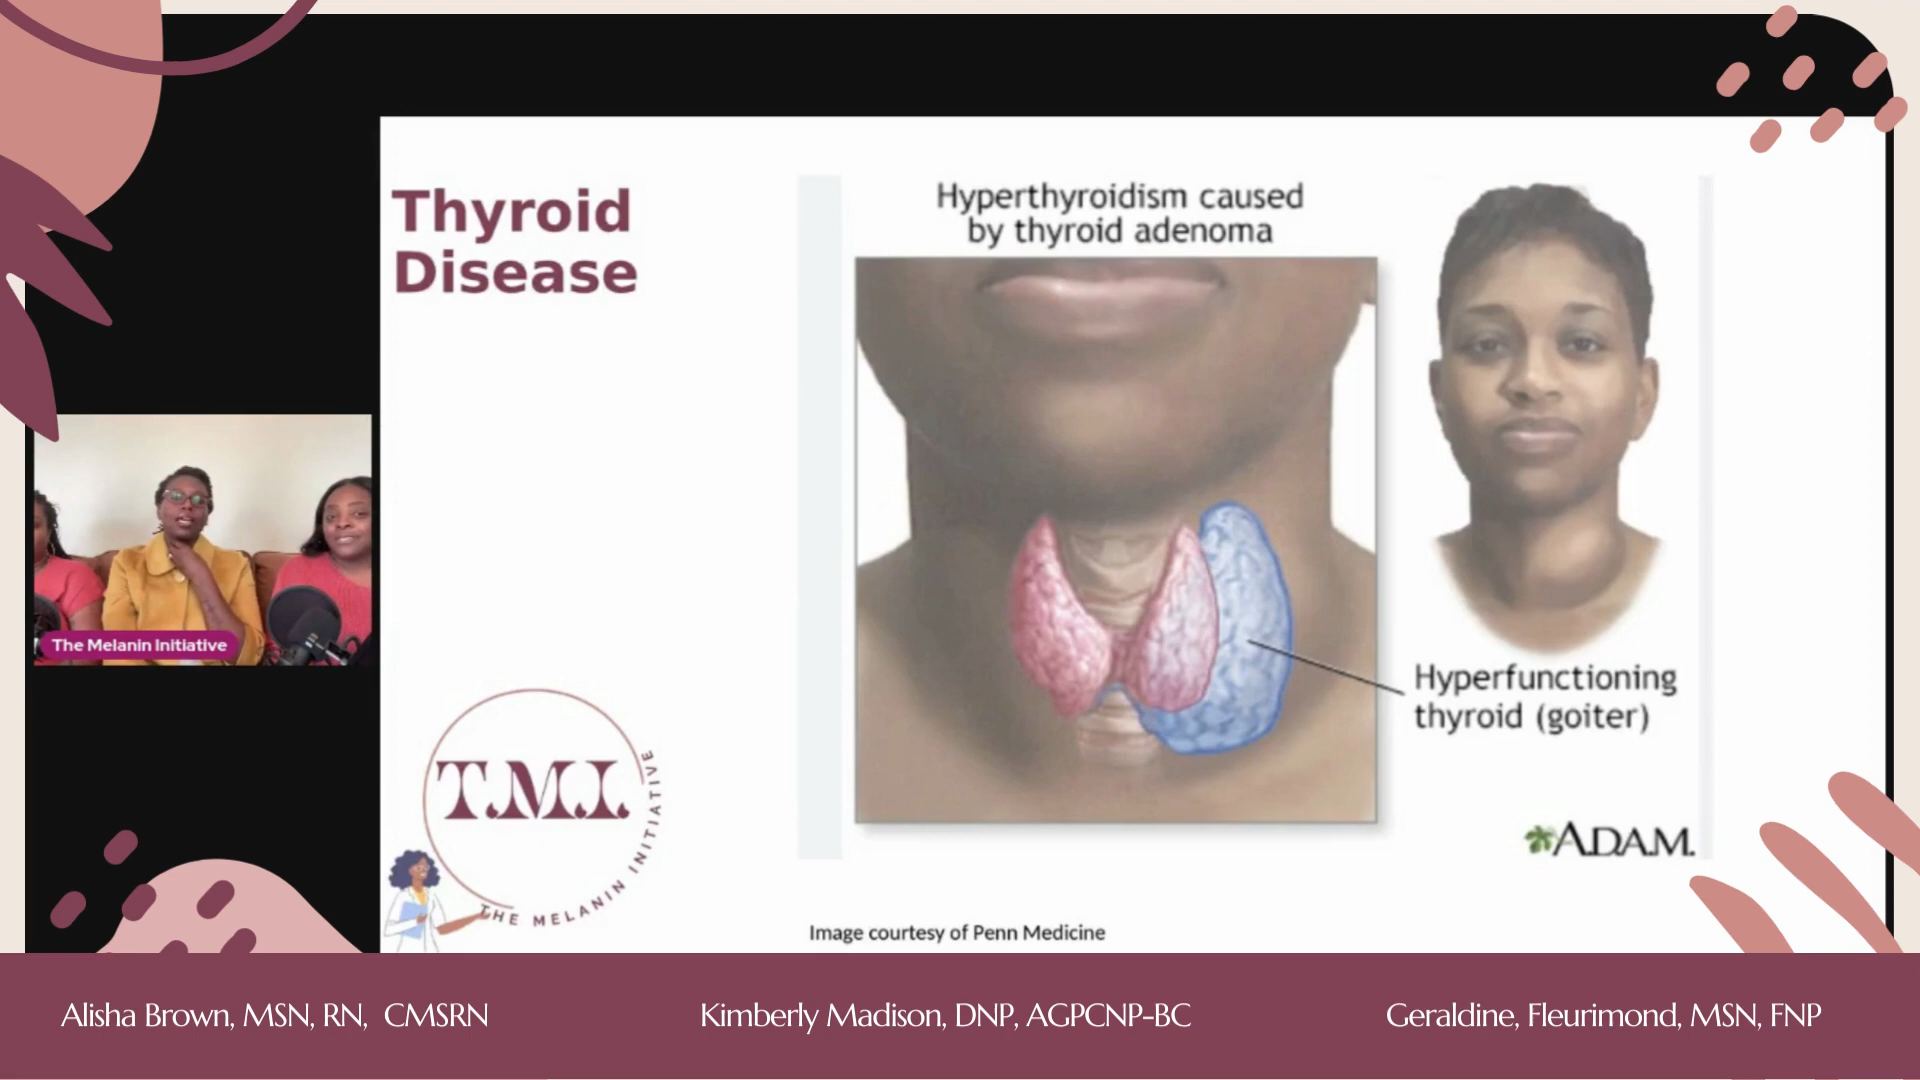 Thyroid
Disease
Hyperthyroidism caused
by thyroid adenoma
Hyperfunctioning
thyroid (goiter)
A.D.A.M.
The Melanin Initiative
T.M.I.
THE MELANIN INITIATIVE
Image courtesy of Penn Medicine
Alisha Brown, MSN, RN,  CMSRN
Kimberly Madison, DNP, AGPCNP-BC
Geraldine, Fleurimond, MSN, FNP